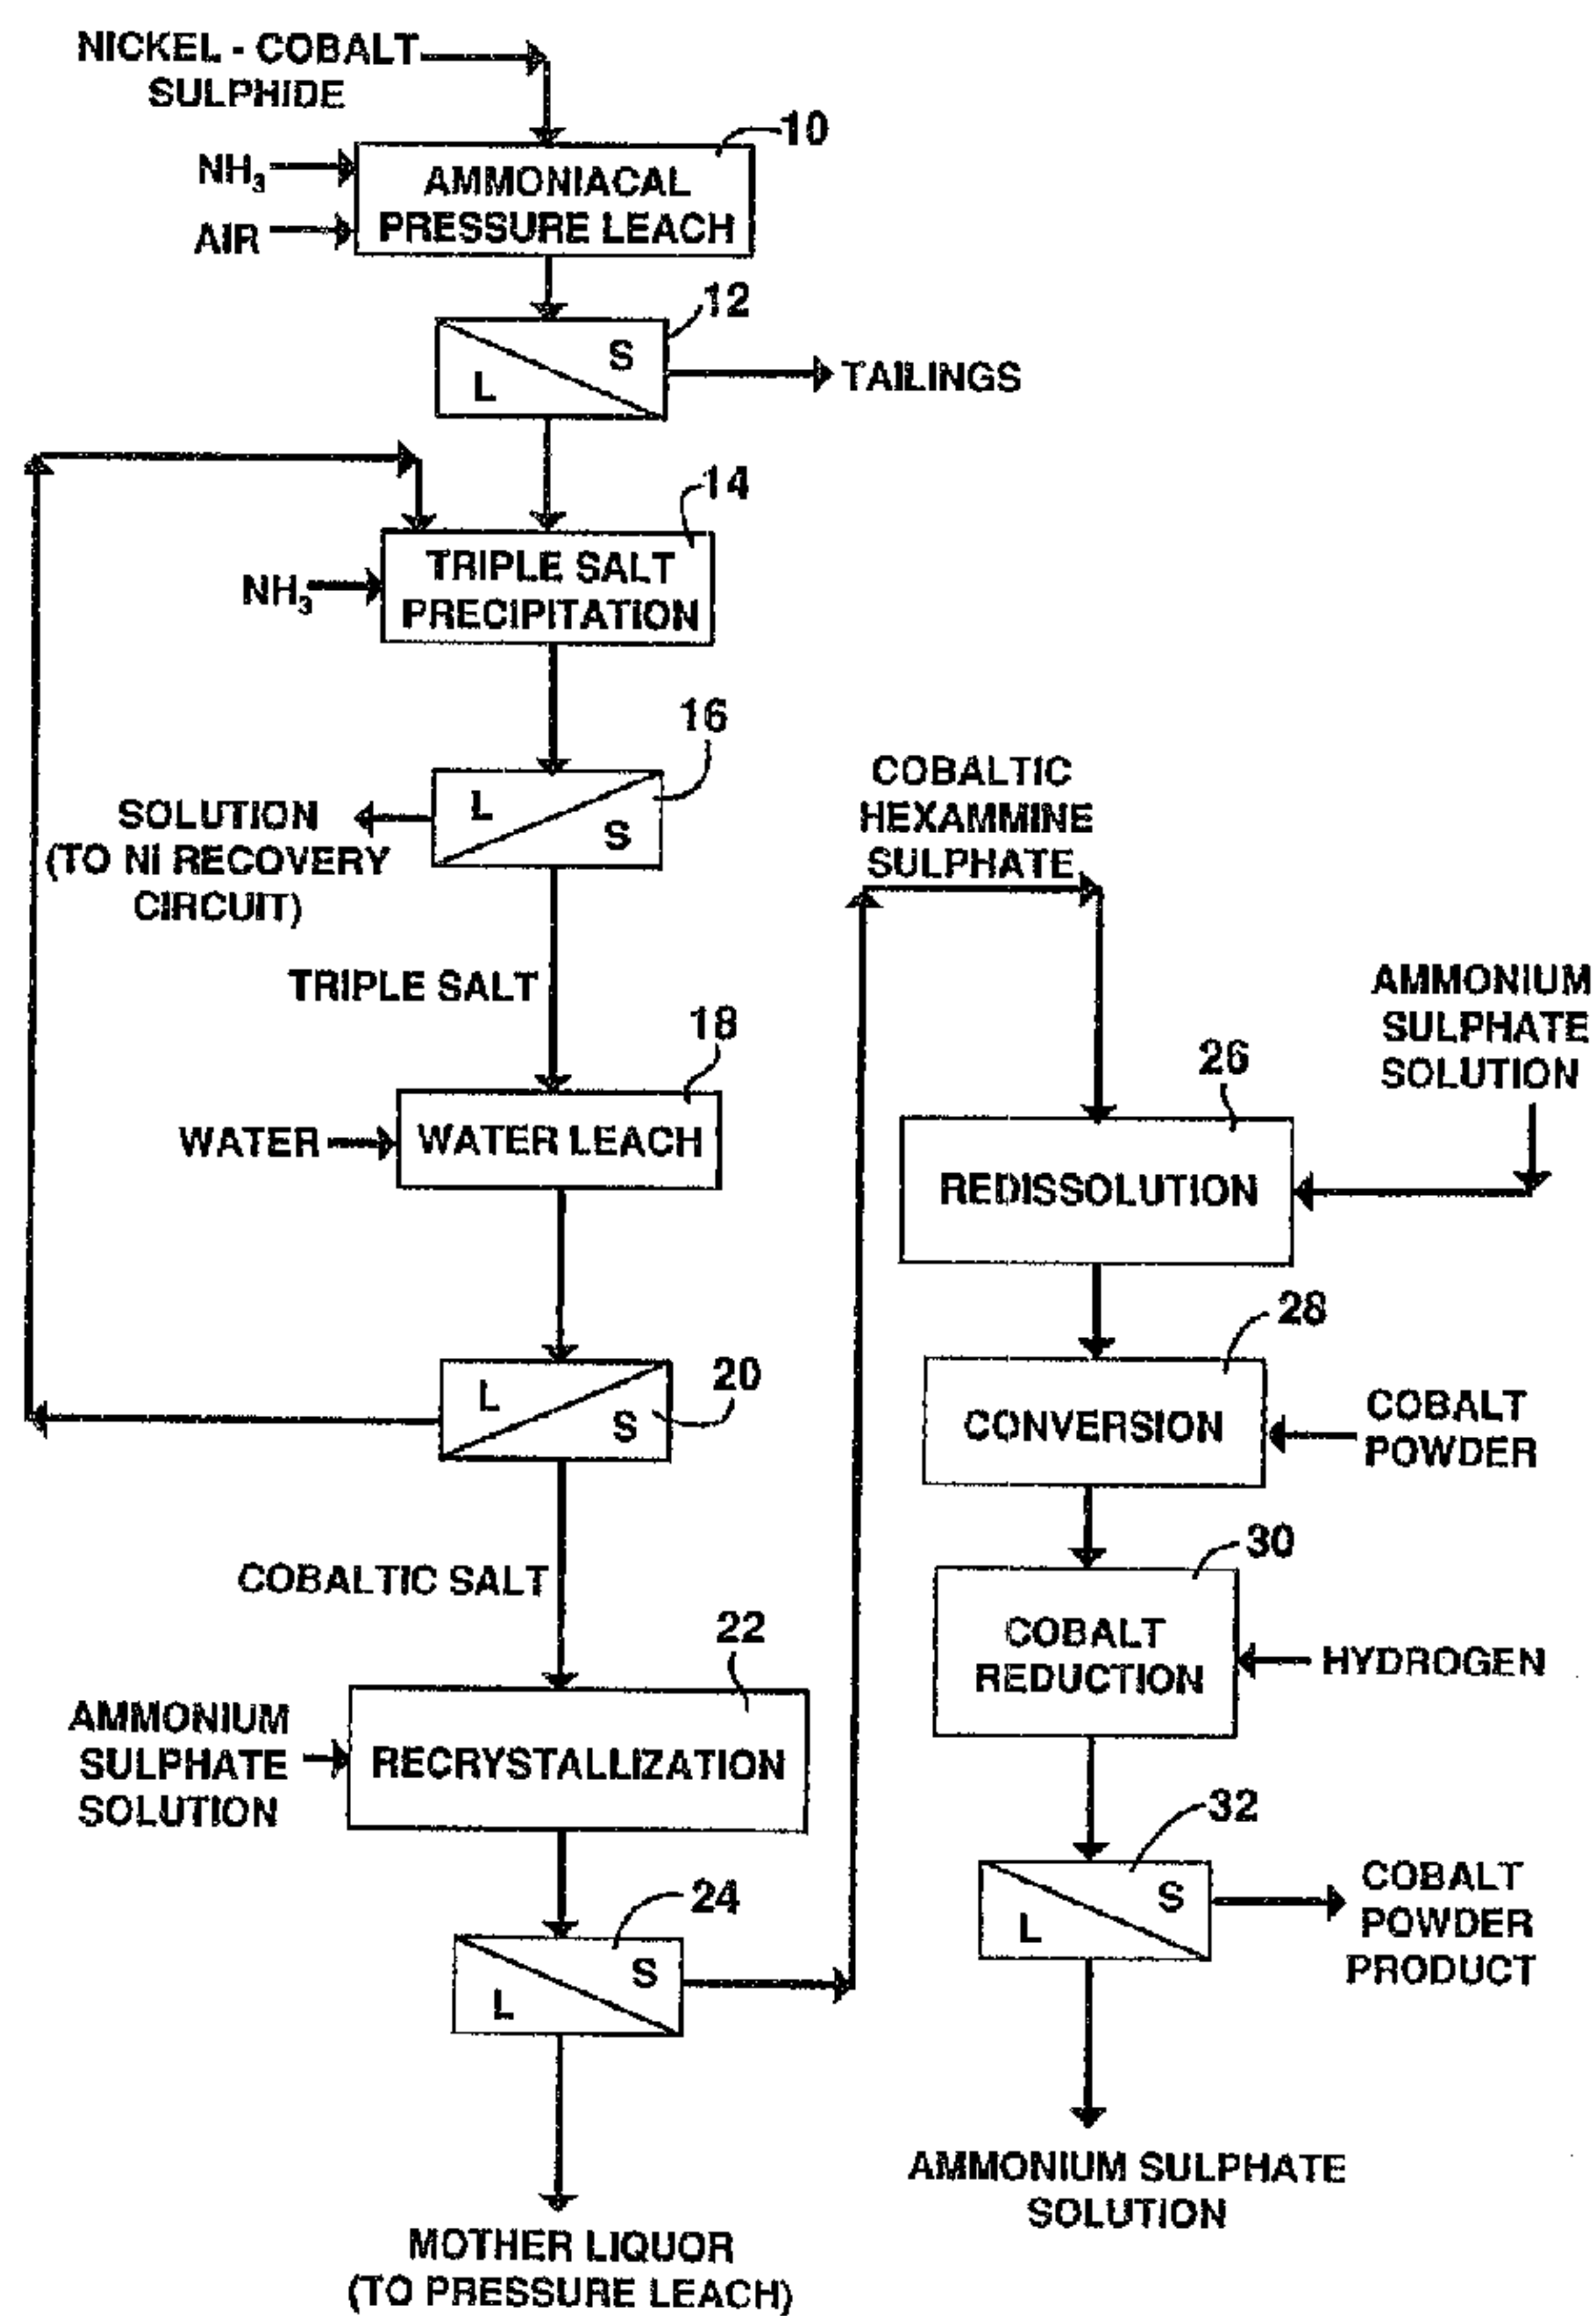 NICKEL - COBALT
SULPHIDE
10
NH₃
AMMONIACAL
PRESSURE LEACH
AIR
12
S
L
TAILINGS
14
TRIPLE SALT
PRECIPITATION
NH₃
16
L
S
SOLUTION
(TO NI RECOVERY
CIRCUIT)
TRIPLE SALT
18
WATER
WATER LEACH
20
L
S
COBALTIC SALT
22
AMMONIUM
SULPHATE
SOLUTION
RECRYSTALLIZATION
24
S
L
MOTHER LIQUOR
(TO PRESSURE LEACH)
COBALTIC
HEXAMMINE
SULPHATE
AMMONIUM
SULPHATE
SOLUTION
26
REDISSOLUTION
28
CONVERSION
COBALT
POWDER
30
COBALT
REDUCTION
HYDROGEN
32
S
L
COBALT
POWDER
PRODUCT
AMMONIUM SULPHATE
SOLUTION